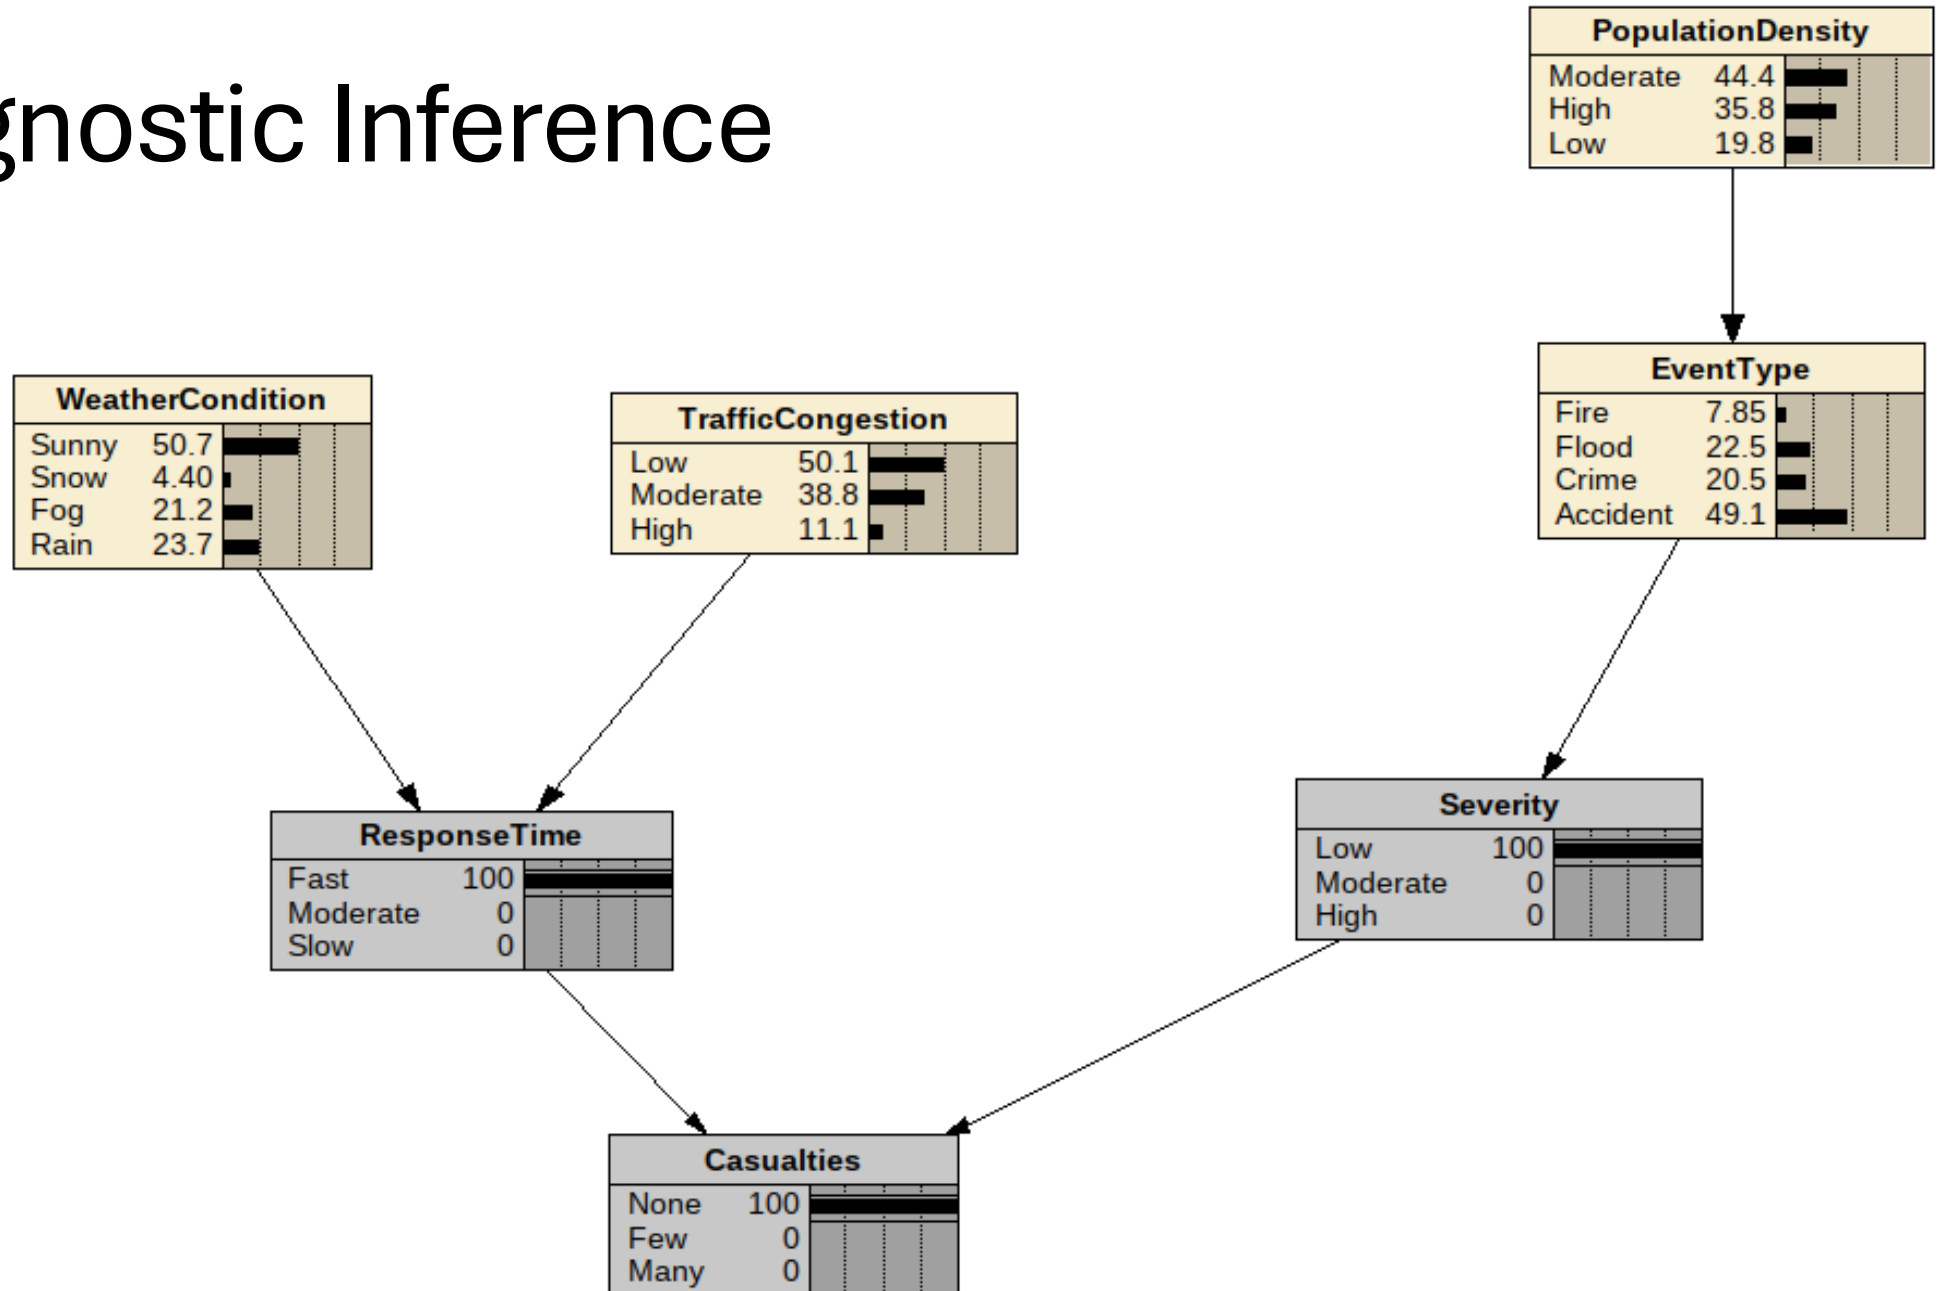 gnostic Inference
PopulationDensity
Moderate 44.4
High 35.8
Low 19.8
WeatherCondition
Sunny 50.7
Snow 4.40
Fog 21.2
Rain 23.7
TrafficCongestion
Low 50.1
Moderate 38.8
High 11.1
EventType
Fire 7.85
Flood 22.5
Crime 20.5
Accident 49.1
ResponseTime
Fast 100
Moderate 0
Slow 0
Severity
Low 100
Moderate 0
High 0
Casualties
None 100
Few 0
Many 0